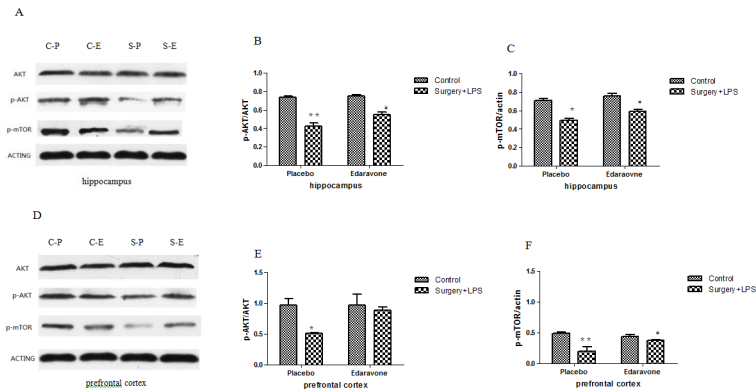 A
C-P C-E S-P S-E
AKT
p-AKT
p-mTOR
ACTING
hippocampus
B
p-AKT/AKT
1.0
0.8
0.6
0.4
0.2
0.0
**
*
Placebo Edaravone
hippocampus
Control
Surgery+LPS
C
p-mTOR/actin
1.0
0.8
0.6
0.4
0.2
0.0
*
*
Placebo Edaraovne
hippocampus
Control
Surgery+LPS
D
C-P C-E S-P S-E
AKT
p-AKT
p-mTOR
ACTING
prefrontal cortex
E
p-AKT/AKT
1.5
1.0
0.5
0.0
*
Placebo Edaravone
prefrontal cortex
Control
Surgery+LPS
F
p-mTOR/actin
1.5
1.0
0.5
0.0
**
*
Placebo Edaravone
prefrontal cortex
Control
Surgery+LPS